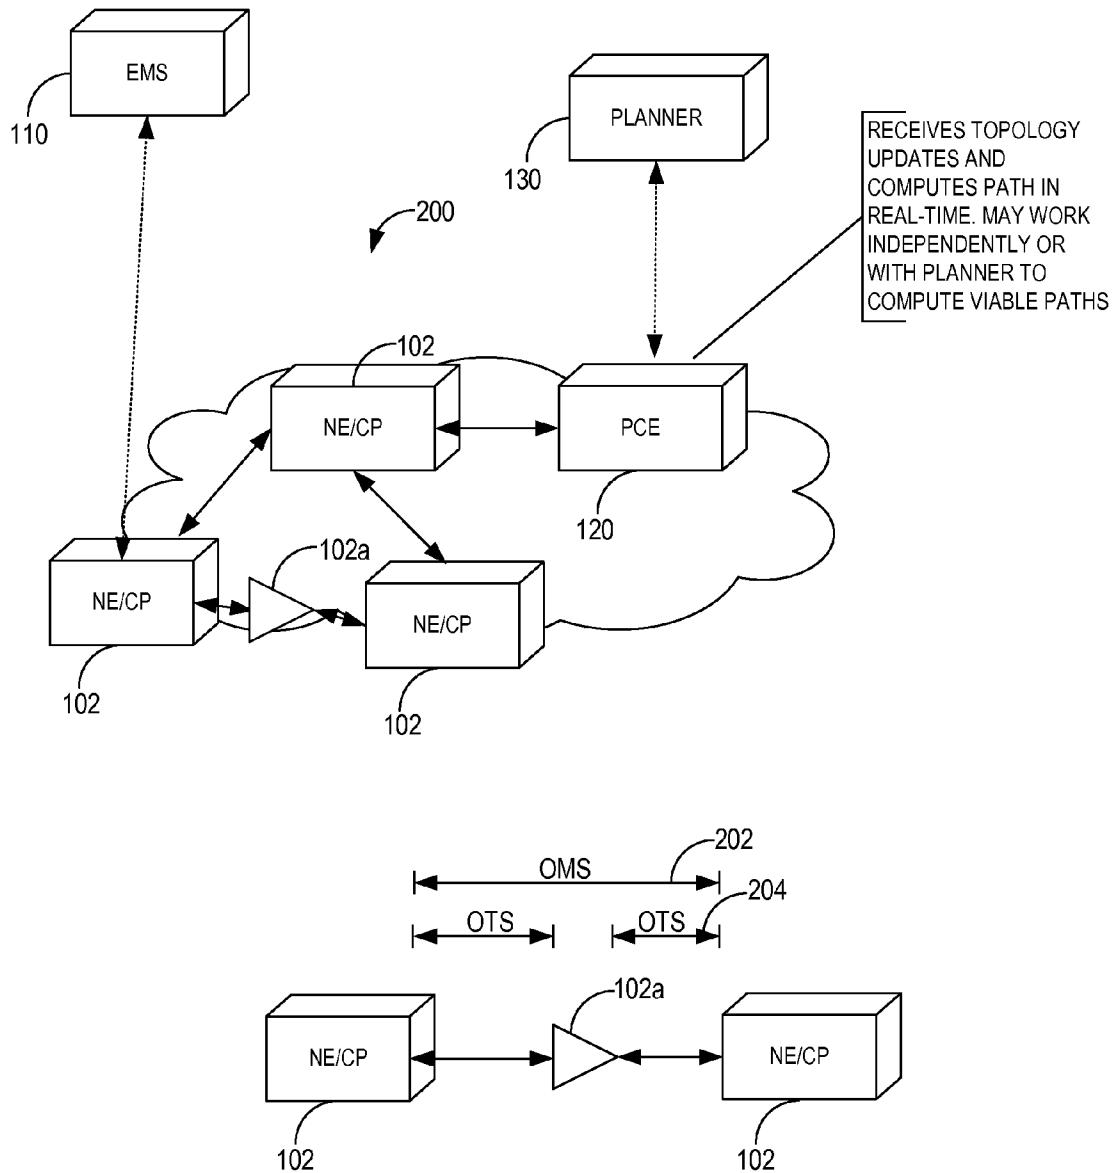 EMS
110
PLANNER
130
200
RECEIVES TOPOLOGY
UPDATES AND
COMPUTES PATH IN
REAL-TIME. MAY WORK
INDEPENDENTLY OR
WITH PLANNER TO
COMPUTE VIABLE PATHS
102
NE/CP
PCE
120
102a
NE/CP
NE/CP
102
102
202
OMS
204
OTS
OTS
102a
NE/CP
NE/CP
102
102